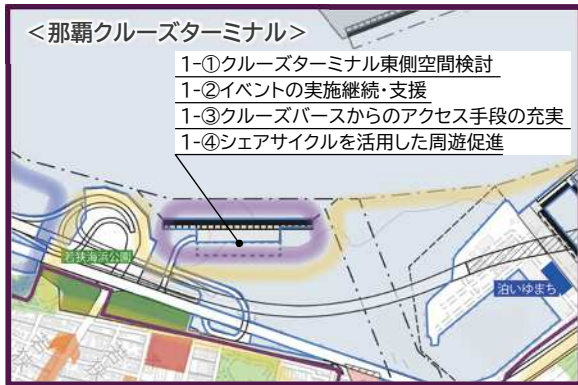 <那覇クルーズターミナル>
1-①クルーズターミナル東側空間検討
1-②イベントの実施継続・支援
1-③クルーズバースからのアクセス手段の充実
1-④シェアサイクルを活用した周遊促進
若狭海浜公園
泊いゆまち